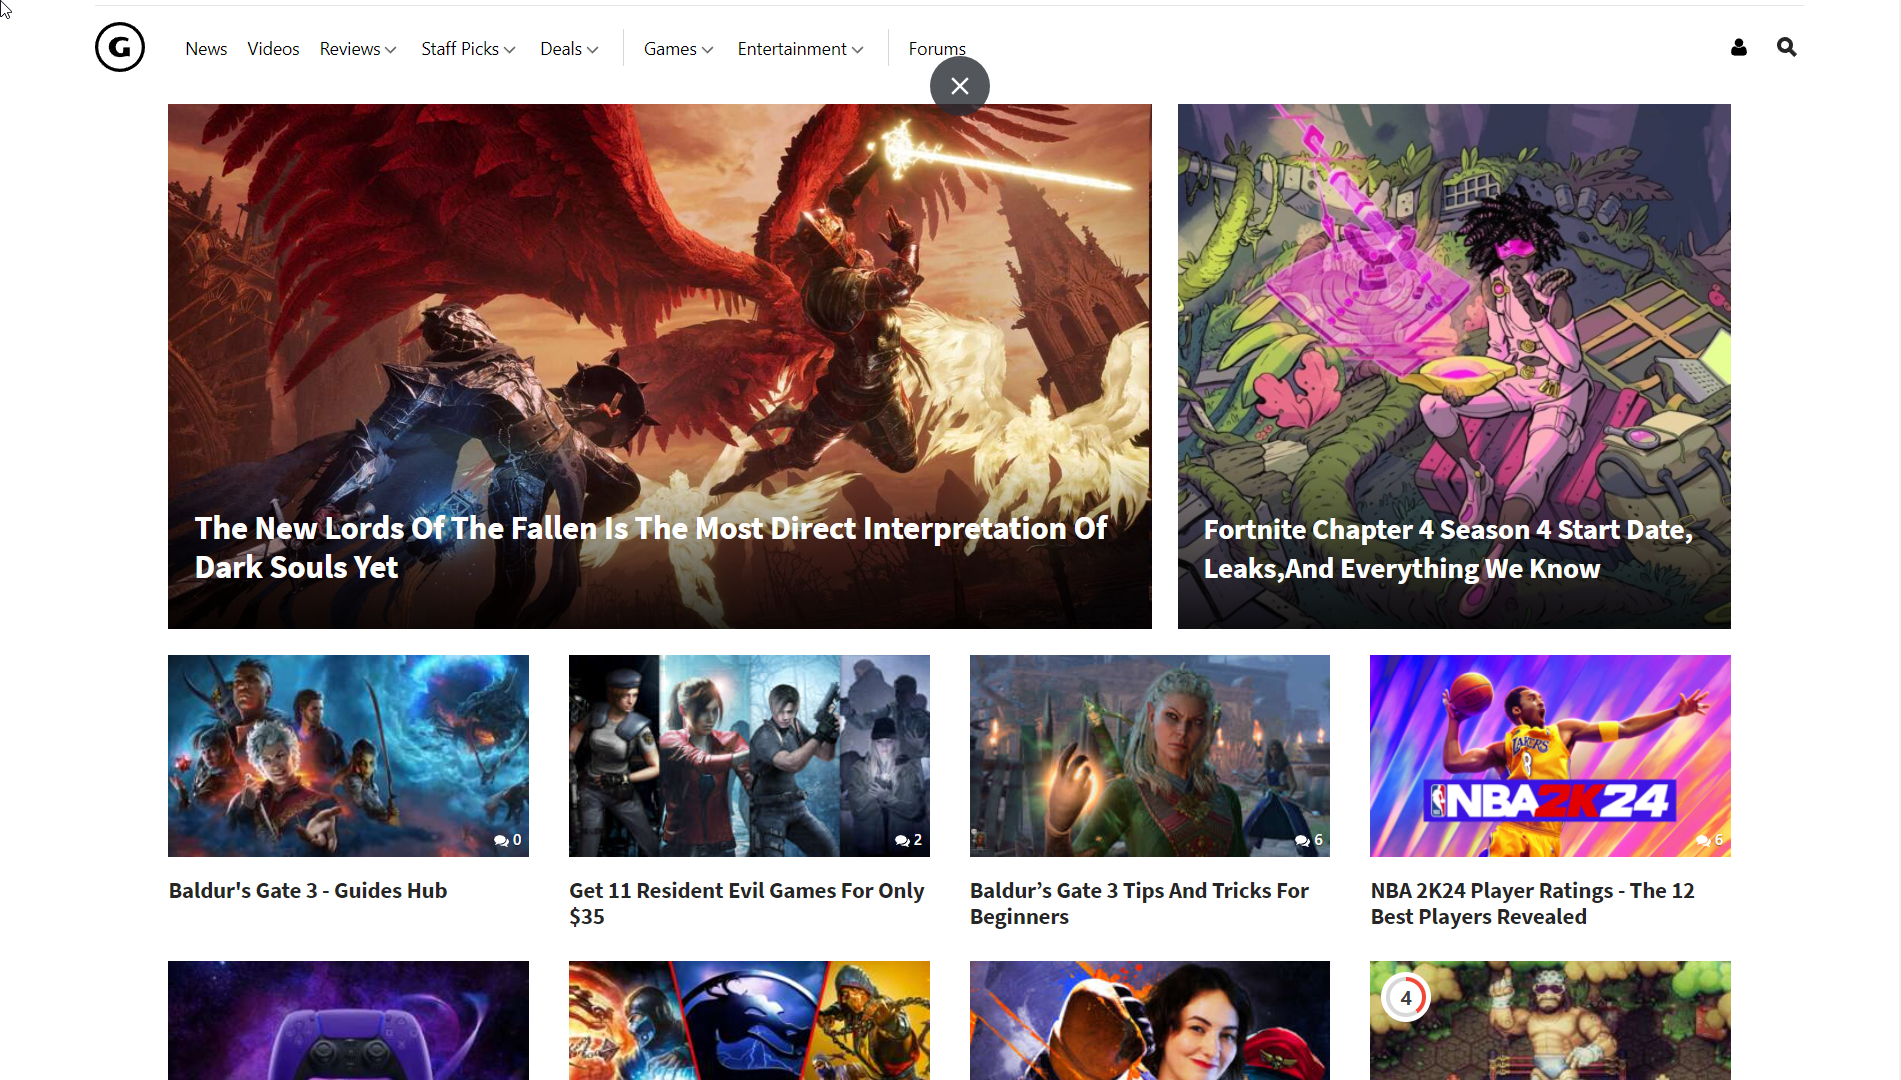 G
News Videos Reviews Staff Picks Deals Games Entertainment Forums
The New Lords Of The Fallen Is The Most Direct Interpretation Of
Dark Souls Yet
Fortnite Chapter 4 Season 4 Start Date,
Leaks,And Everything We Know
0
2
6
LAKERS
8
NBA2K24
6
Baldur's Gate 3 - Guides Hub
Get 11 Resident Evil Games For Only
$35
Baldur’s Gate 3 Tips And Tricks For
Beginners
NBA 2K24 Player Ratings - The 12
Best Players Revealed
4